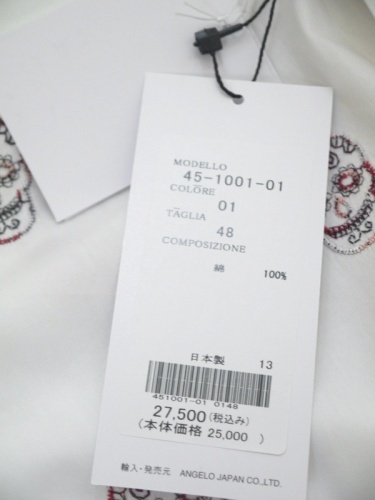 MODELLO
45-1001-01
COLORE
01
TAGLIA
48
COMPOSIZIONE
綿 100%
日本製 13
451001-01 0148
27,500(税込み)
(本体価格 25,000 )
輸入・発売元 ANGELO JAPAN CO.,LTD.